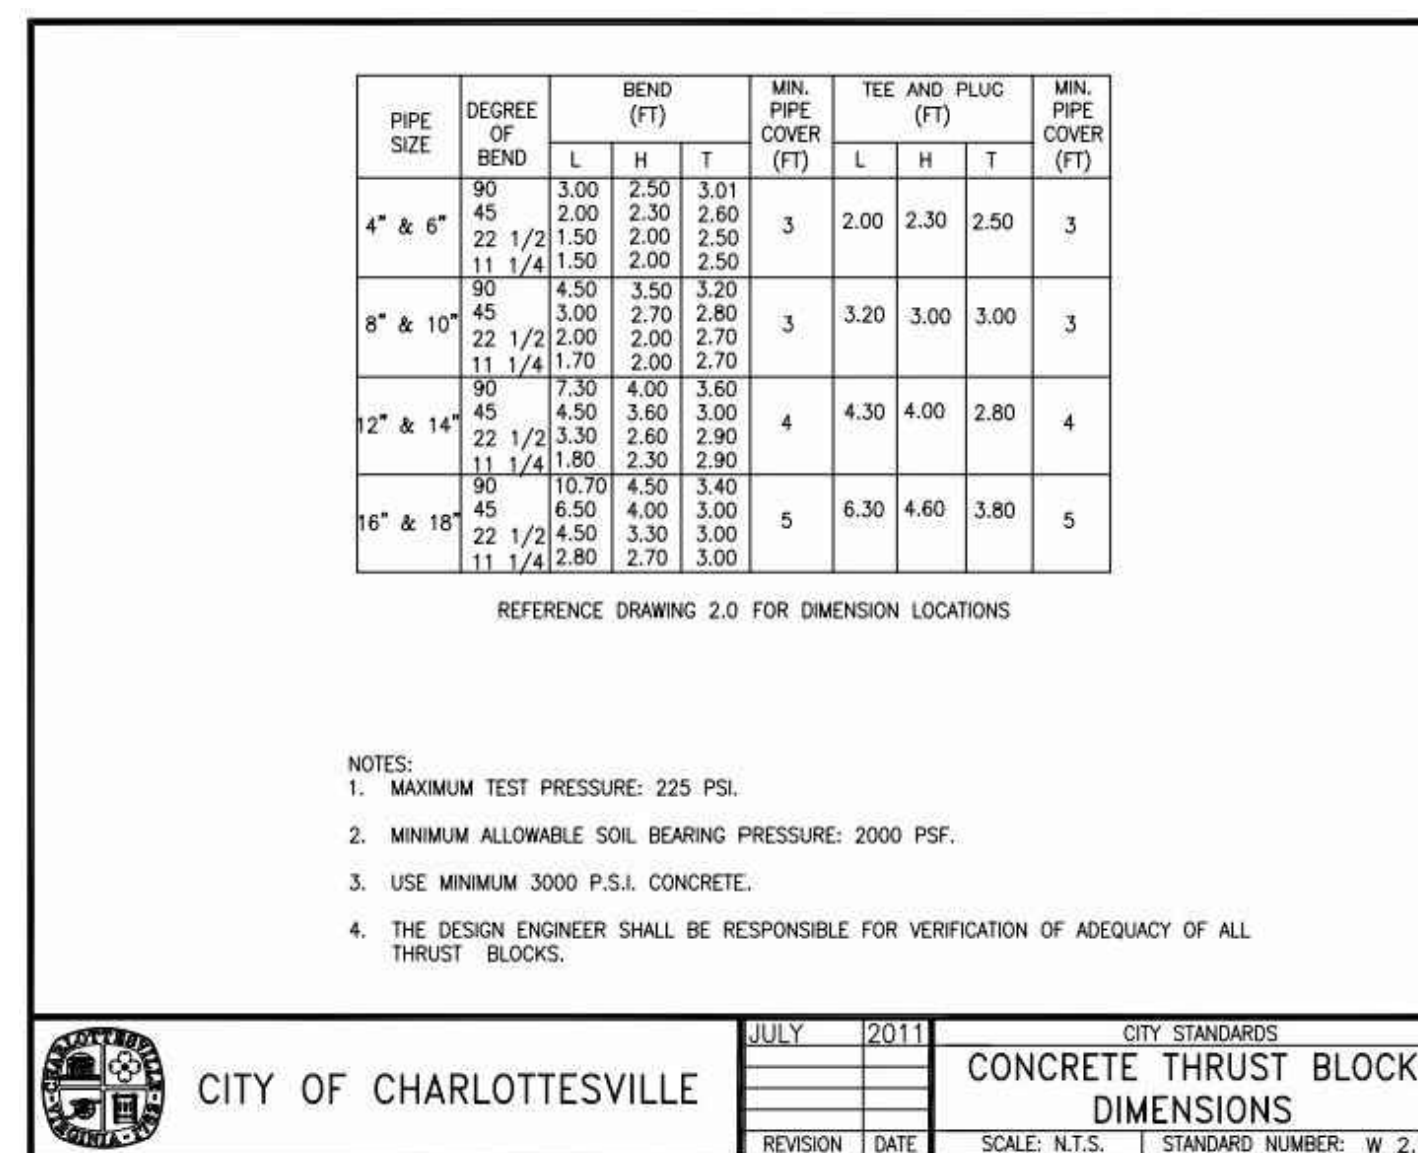 PIPE SIZE DEGREE OF BEND BEND (FT) MIN. PIPE COVER (FT) TEE AND PLUG (FT) MIN. PIPE COVER (FT)
L H T L H T
4" & 6"
90 3.00 2.50 3.01
45 2.00 2.30 2.60
22 1/2 1.50 2.00 2.50
11 1/4 1.50 2.00 2.50
3 2.00 2.30 2.50 3
8" & 10"
90 4.50 3.50 3.20
45 3.00 2.70 2.80
22 1/2 2.00 2.00 2.70
11 1/4 1.70 2.00 2.70
3 3.20 3.00 3.00 3
12" & 14"
90 7.30 4.00 3.60
45 4.50 3.60 3.00
22 1/2 3.30 2.60 2.90
11 1/4 1.80 2.30 2.90
4 4.30 4.00 2.80 4
16" & 18"
90 10.70 4.50 3.40
45 6.50 4.00 3.00
22 1/2 4.50 3.30 3.00
11 1/4 2.80 2.70 3.00
5 6.30 4.60 3.80 5
REFERENCE DRAWING 2.0 FOR DIMENSION LOCATIONS
NOTES:
1. MAXIMUM TEST PRESSURE: 225 PSI.
2. MINIMUM ALLOWABLE SOIL BEARING PRESSURE: 2000 PSF.
3. USE MINIMUM 3000 P.S.I. CONCRETE.
4. THE DESIGN ENGINEER SHALL BE RESPONSIBLE FOR VERIFICATION OF ADEQUACY OF ALL
THRUST BLOCKS.
CHARLOTTESVILLE
VIRGINIA
CITY OF CHARLOTTESVILLE
JULY 2011
REVISION DATE
CITY STANDARDS
CONCRETE THRUST BLOCK
DIMENSIONS
SCALE: N.T.S. STANDARD NUMBER: W 2.